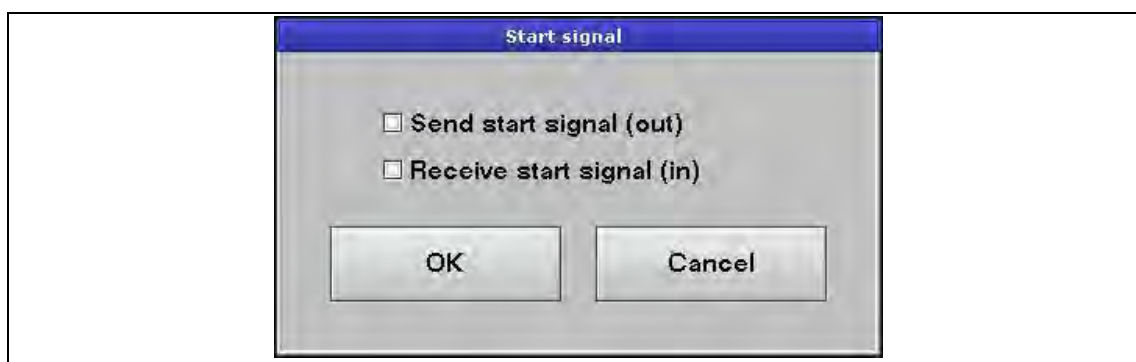 Start signal
Send start signal (out)
Receive start signal (in)
OK
Cancel